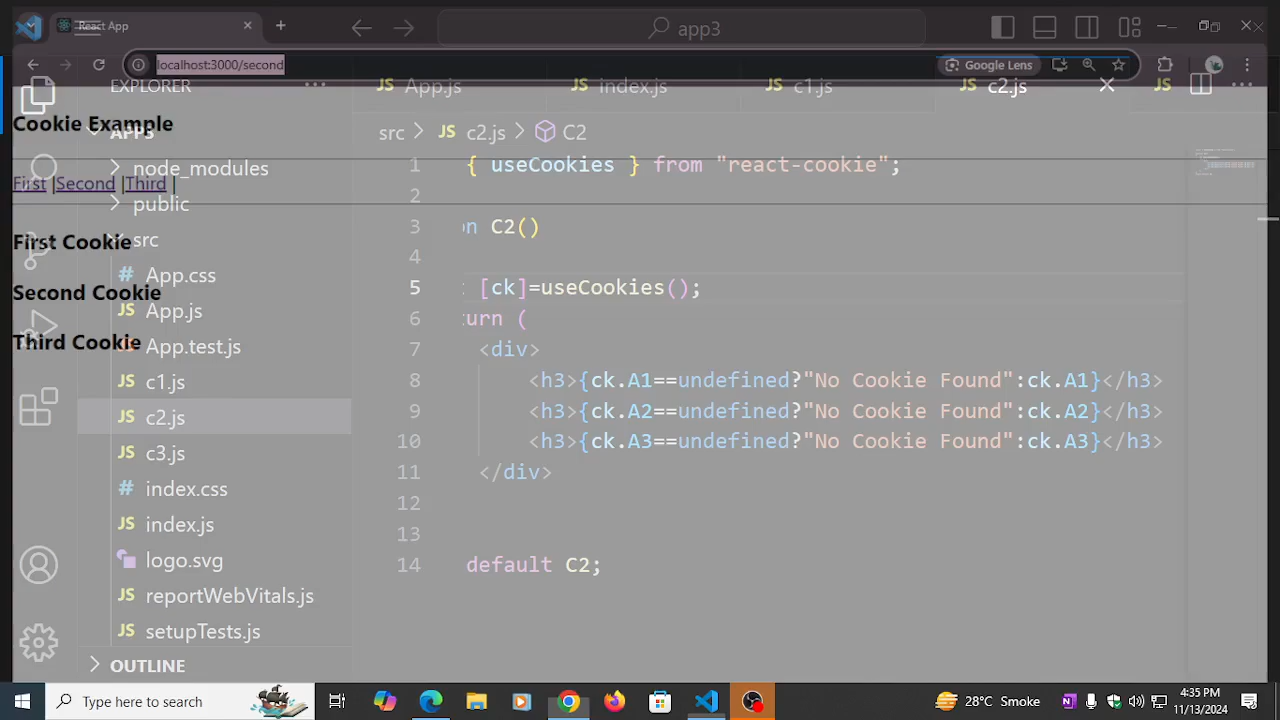 React App
app3
localhost:3000/second
Google Lens
EXPLORER
App.js
index.js
c1.js
c2.js
Cookie Example
APP3
src > c2.js > C2
First |Second |Third |
node_modules
public
First Cookie
src
App.css
Second Cookie
App.js
Third Cookie
App.test.js
c1.js
c2.js
c3.js
index.css
index.js
logo.svg
reportWebVitals.js
setupTests.js
OUTLINE
1 { useCookies } from "react-cookie";
2
3 on C2()
4
5 [ck]=useCookies();
6 urn (
7 <div>
8 <h3>{ck.A1==undefined?"No Cookie Found":ck.A1}</h3>
9 <h3>{ck.A2==undefined?"No Cookie Found":ck.A2}</h3>
10 <h3>{ck.A3==undefined?"No Cookie Found":ck.A3}</h3>
11 </div>
12
13
14 default C2;
Type here to search
28°C Smoke
4:35 PM
11/13/2024